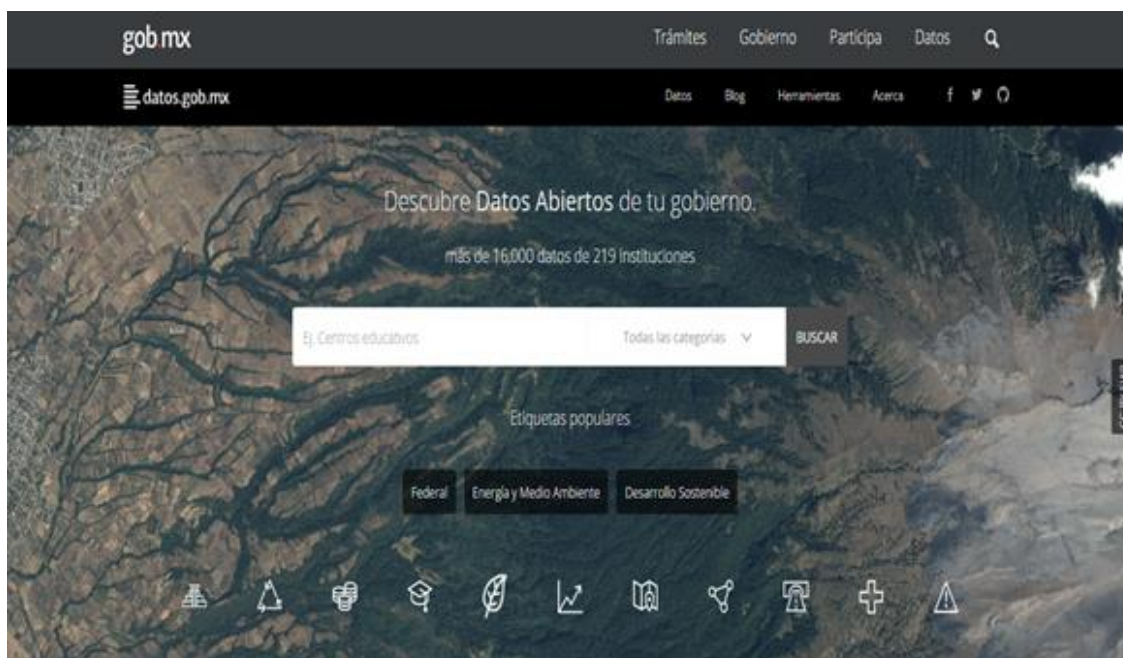 gob.mx
Trámites Gobierno Participa Datos
datos.gob.mx
Datos Blog Herramientas Acerca
Descubre Datos Abiertos de tu gobierno.
más de 16,000 datos de 219 Instituciones
Ej. Centros educativos
Todas las categorías
BUSCAR
Etiquetas populares
Federal
Energía y Medio Ambiente
Desarrollo Sostenible